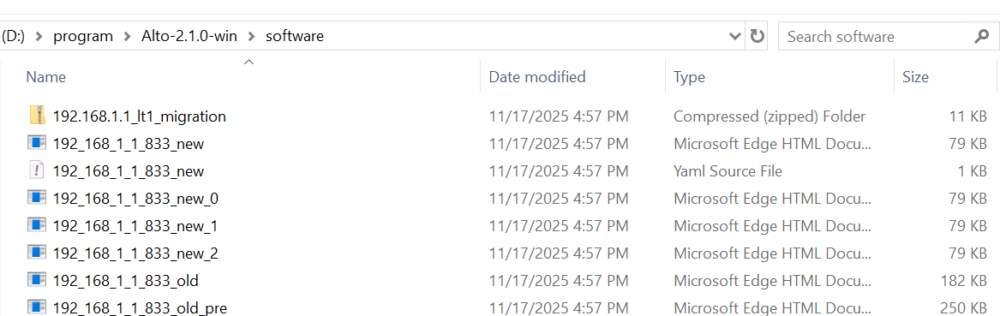 (D:) > program > Alto-2.1.0-win > software Search software
Name Date modified Type Size
192.168.1.1_lt1_migration 11/17/2025 4:57 PM Compressed (zipped) Folder 11 KB
192_168_1_1_833_new 11/17/2025 4:57 PM Microsoft Edge HTML Docu... 79 KB
192_168_1_1_833_new 11/17/2025 4:57 PM Yaml Source File 1 KB
192_168_1_1_833_new_0 11/17/2025 4:57 PM Microsoft Edge HTML Docu... 79 KB
192_168_1_1_833_new_1 11/17/2025 4:57 PM Microsoft Edge HTML Docu... 79 KB
192_168_1_1_833_new_2 11/17/2025 4:57 PM Microsoft Edge HTML Docu... 79 KB
192_168_1_1_833_old 11/17/2025 4:57 PM Microsoft Edge HTML Docu... 182 KB
192_168_1_1_833_old_pre 11/17/2025 4:57 PM Microsoft Edge HTML Docu... 250 KB